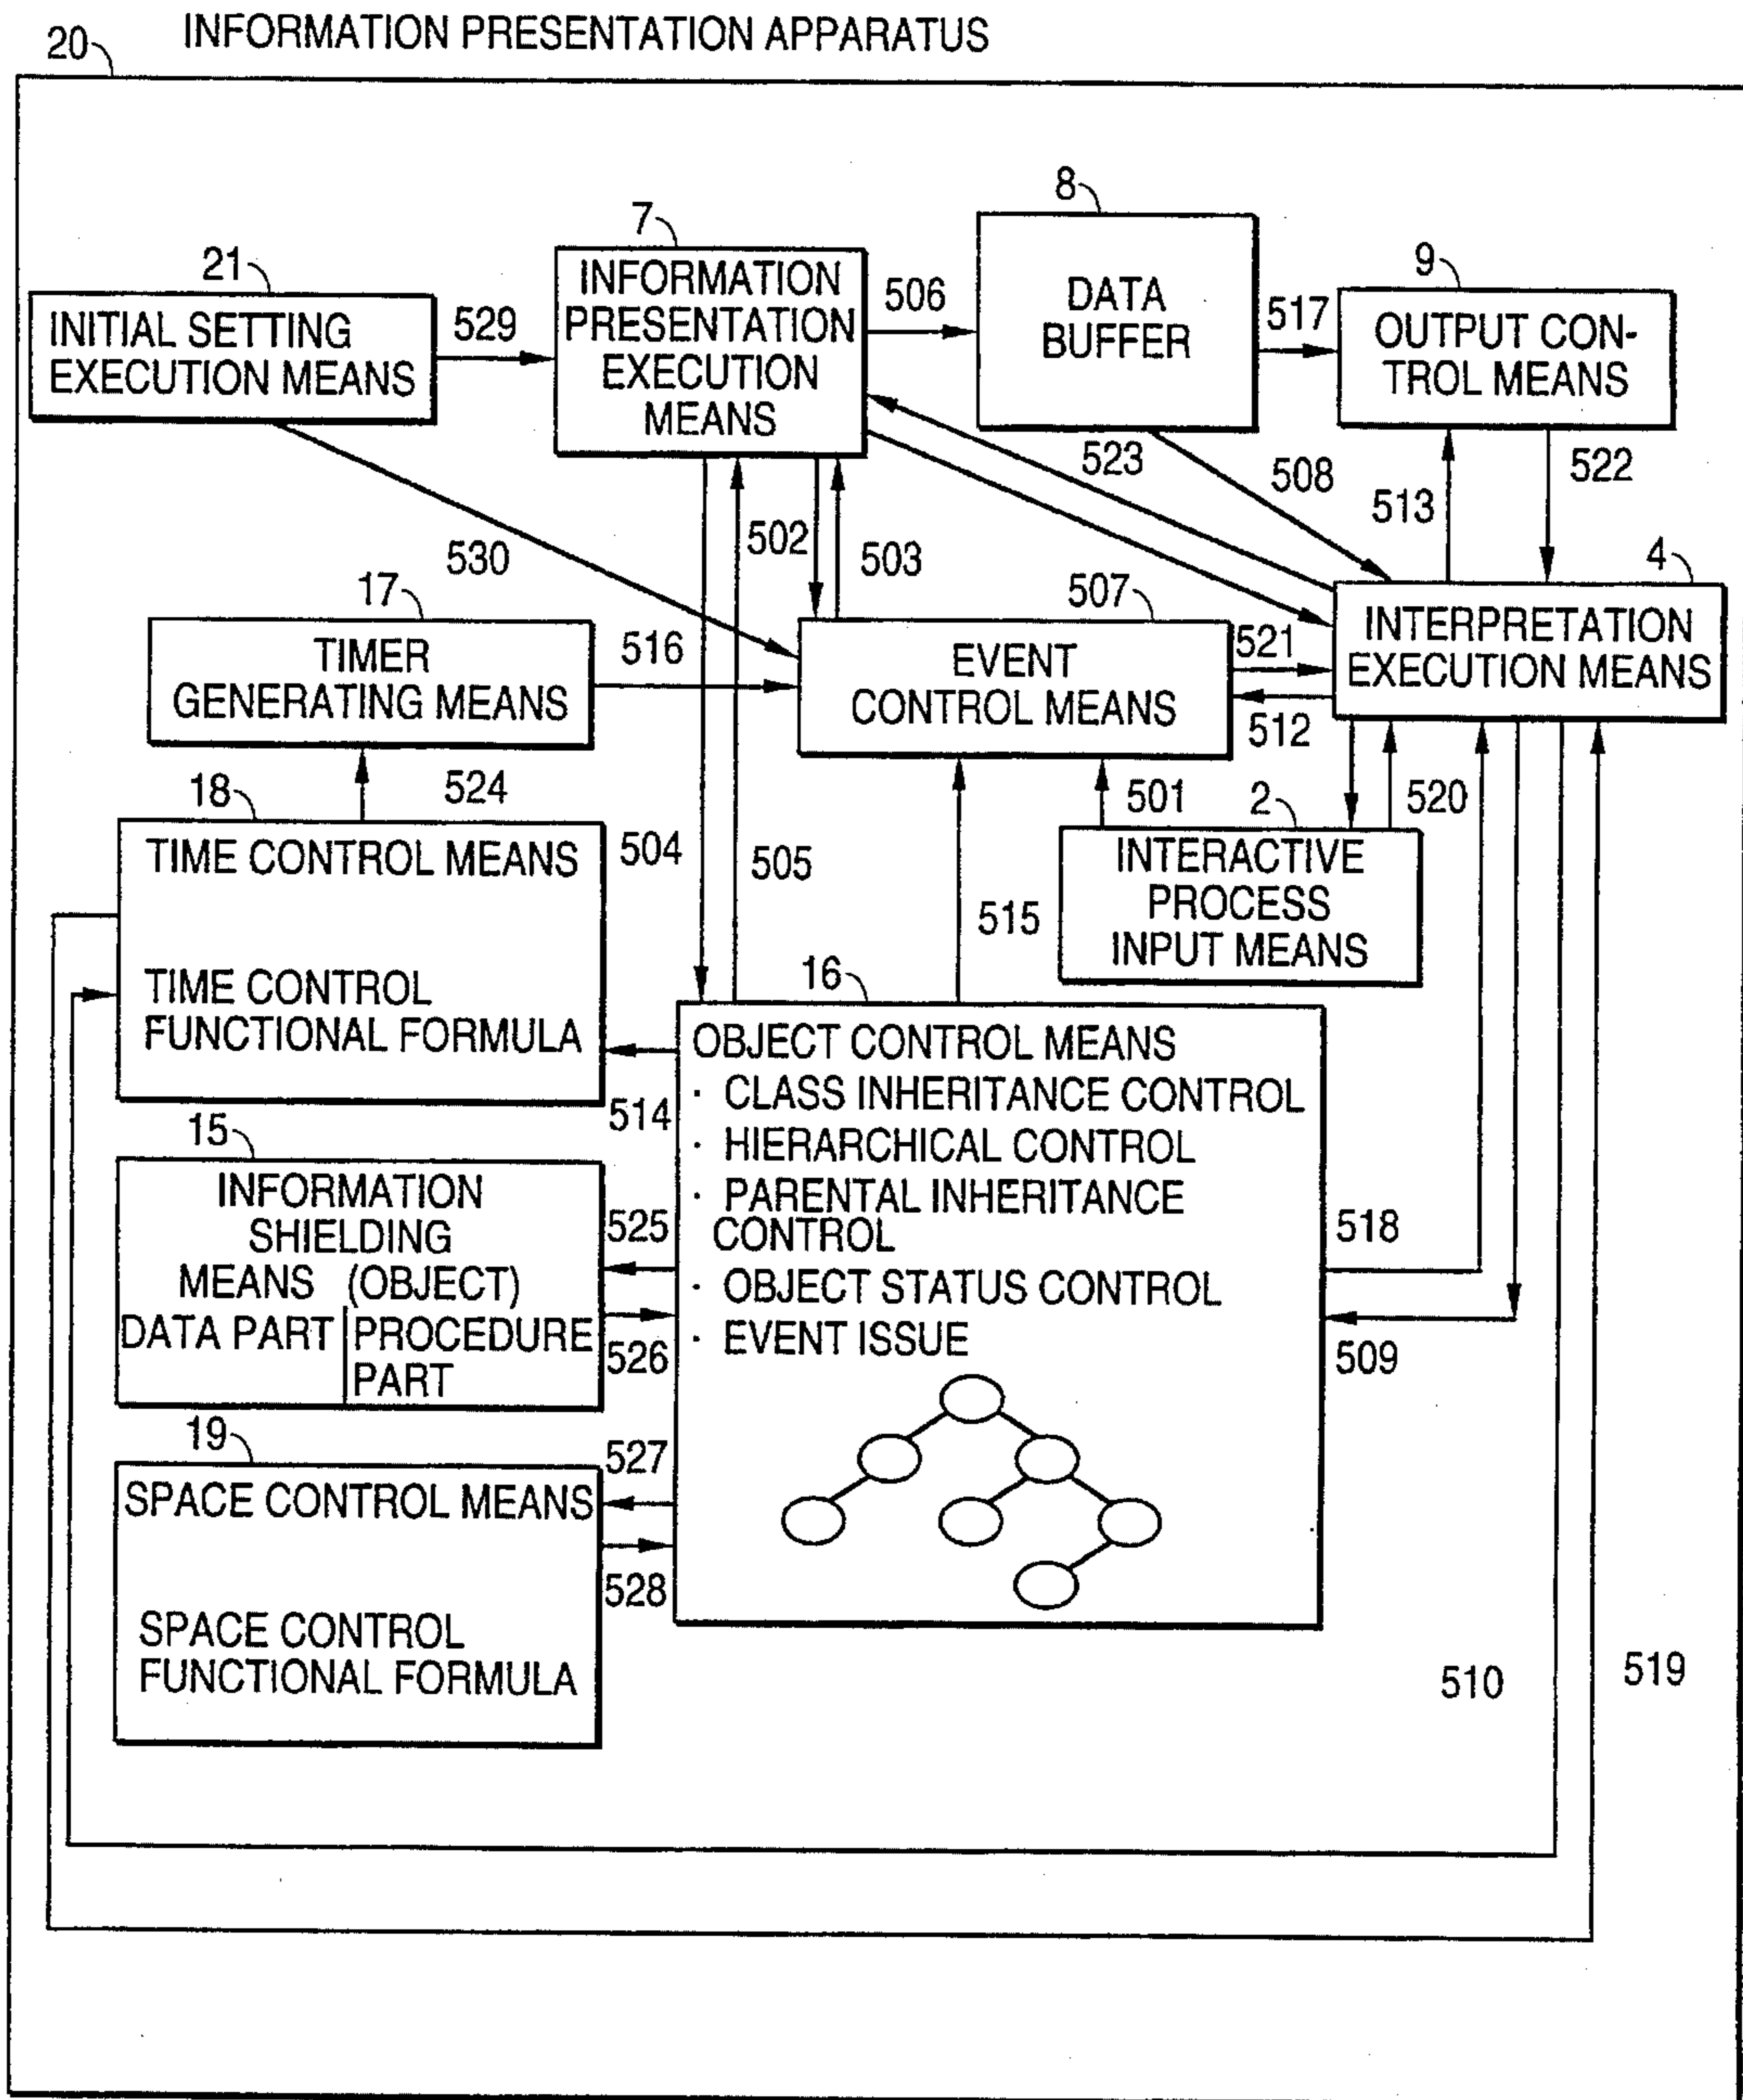 20
INFORMATION PRESENTATION APPARATUS
21
INITIAL SETTING
EXECUTION MEANS
529
7
INFORMATION
PRESENTATION
EXECUTION
MEANS
506
8
DATA
BUFFER
517
9
OUTPUT CON-
TROL MEANS
523
508
513
522
530
502
503
17
TIMER
GENERATING MEANS
516
507
EVENT
CONTROL MEANS
521
512
4
INTERPRETATION
EXECUTION MEANS
524
18
TIME CONTROL MEANS
TIME CONTROL
FUNCTIONAL FORMULA
504
505
515
501
2
520
INTERACTIVE
PROCESS
INPUT MEANS
514
16
OBJECT CONTROL MEANS
· CLASS INHERITANCE CONTROL
· HIERARCHICAL CONTROL
· PARENTAL INHERITANCE
CONTROL
· OBJECT STATUS CONTROL
· EVENT ISSUE
15
INFORMATION
SHIELDING
MEANS (OBJECT)
DATA PART PROCEDURE
PART
525
526
518
509
19
SPACE CONTROL MEANS
SPACE CONTROL
FUNCTIONAL FORMULA
527
528
510
519